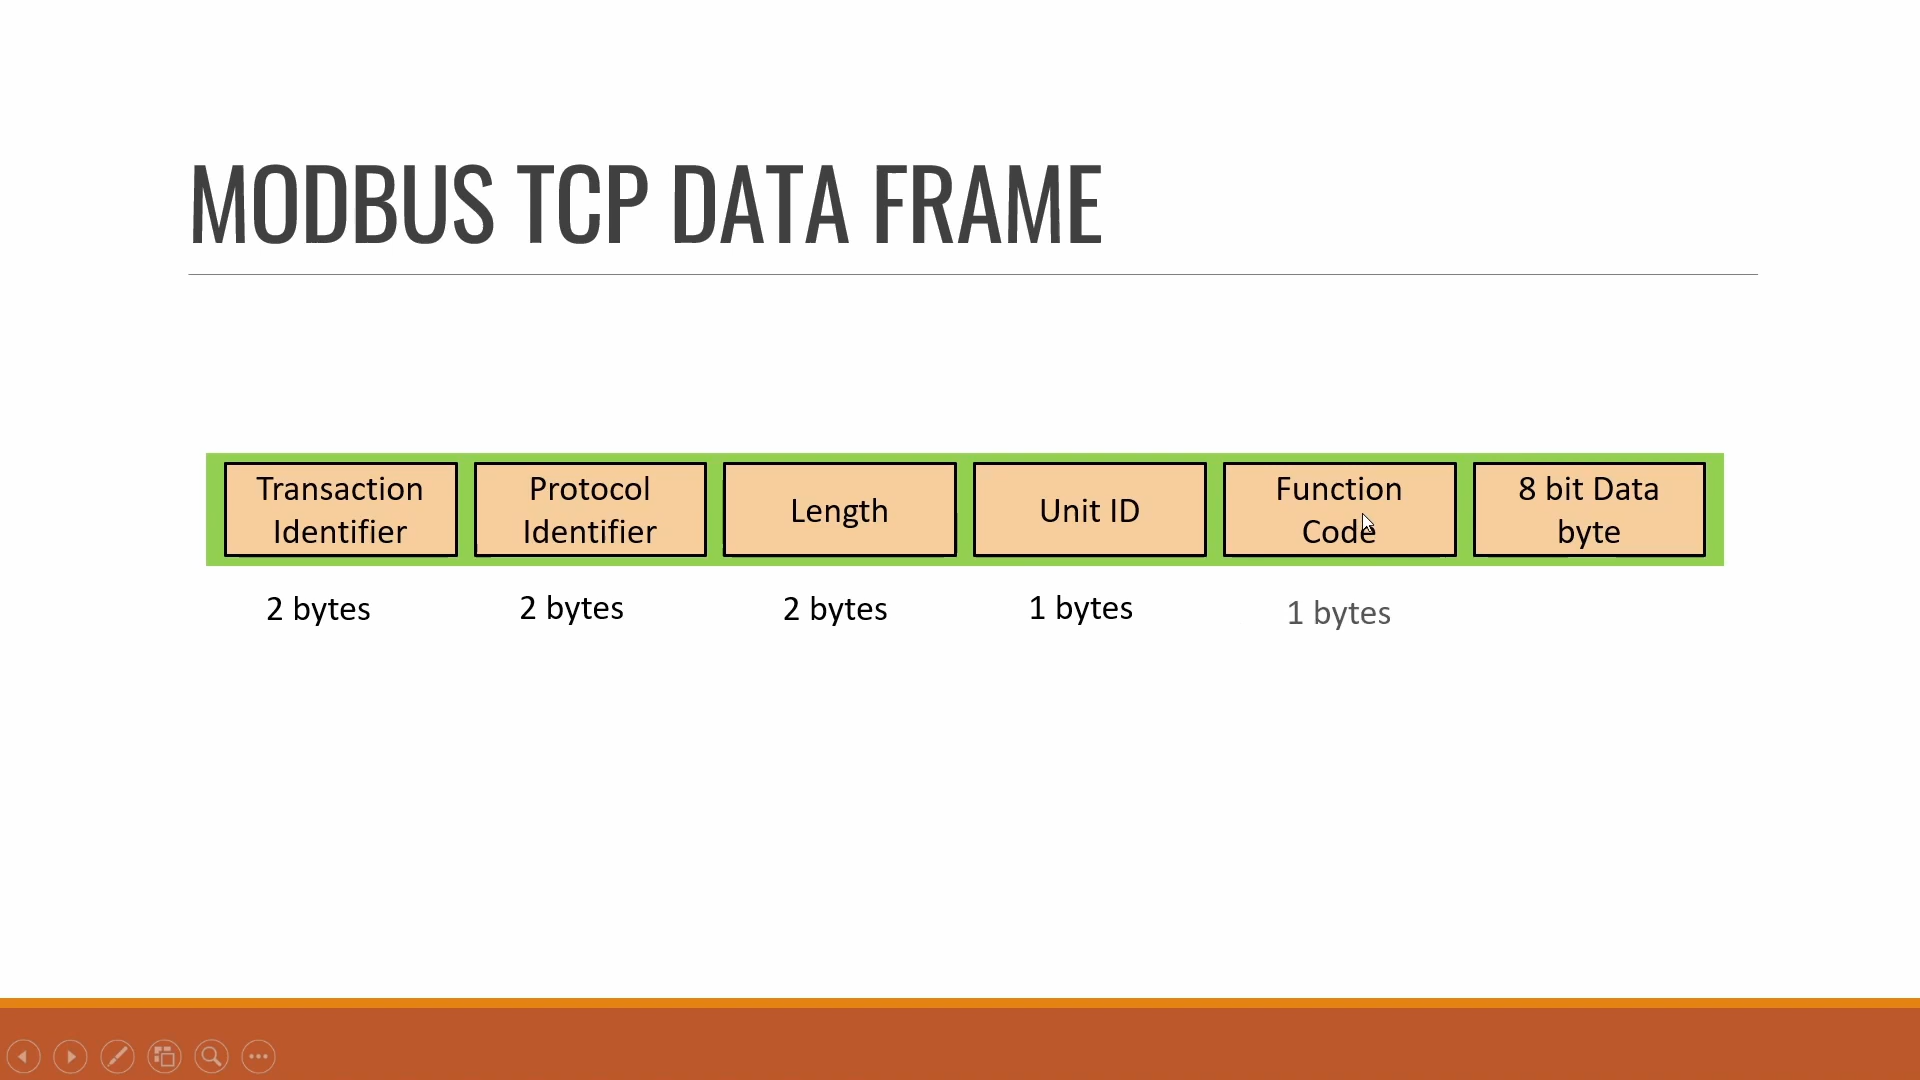 MODBUS TCP DATA FRAME
Transaction
Identifier
Protocol
Identifier
Length
Unit ID
Function
Code
8 bit Data
byte
2 bytes
2 bytes
2 bytes
1 bytes
1 bytes